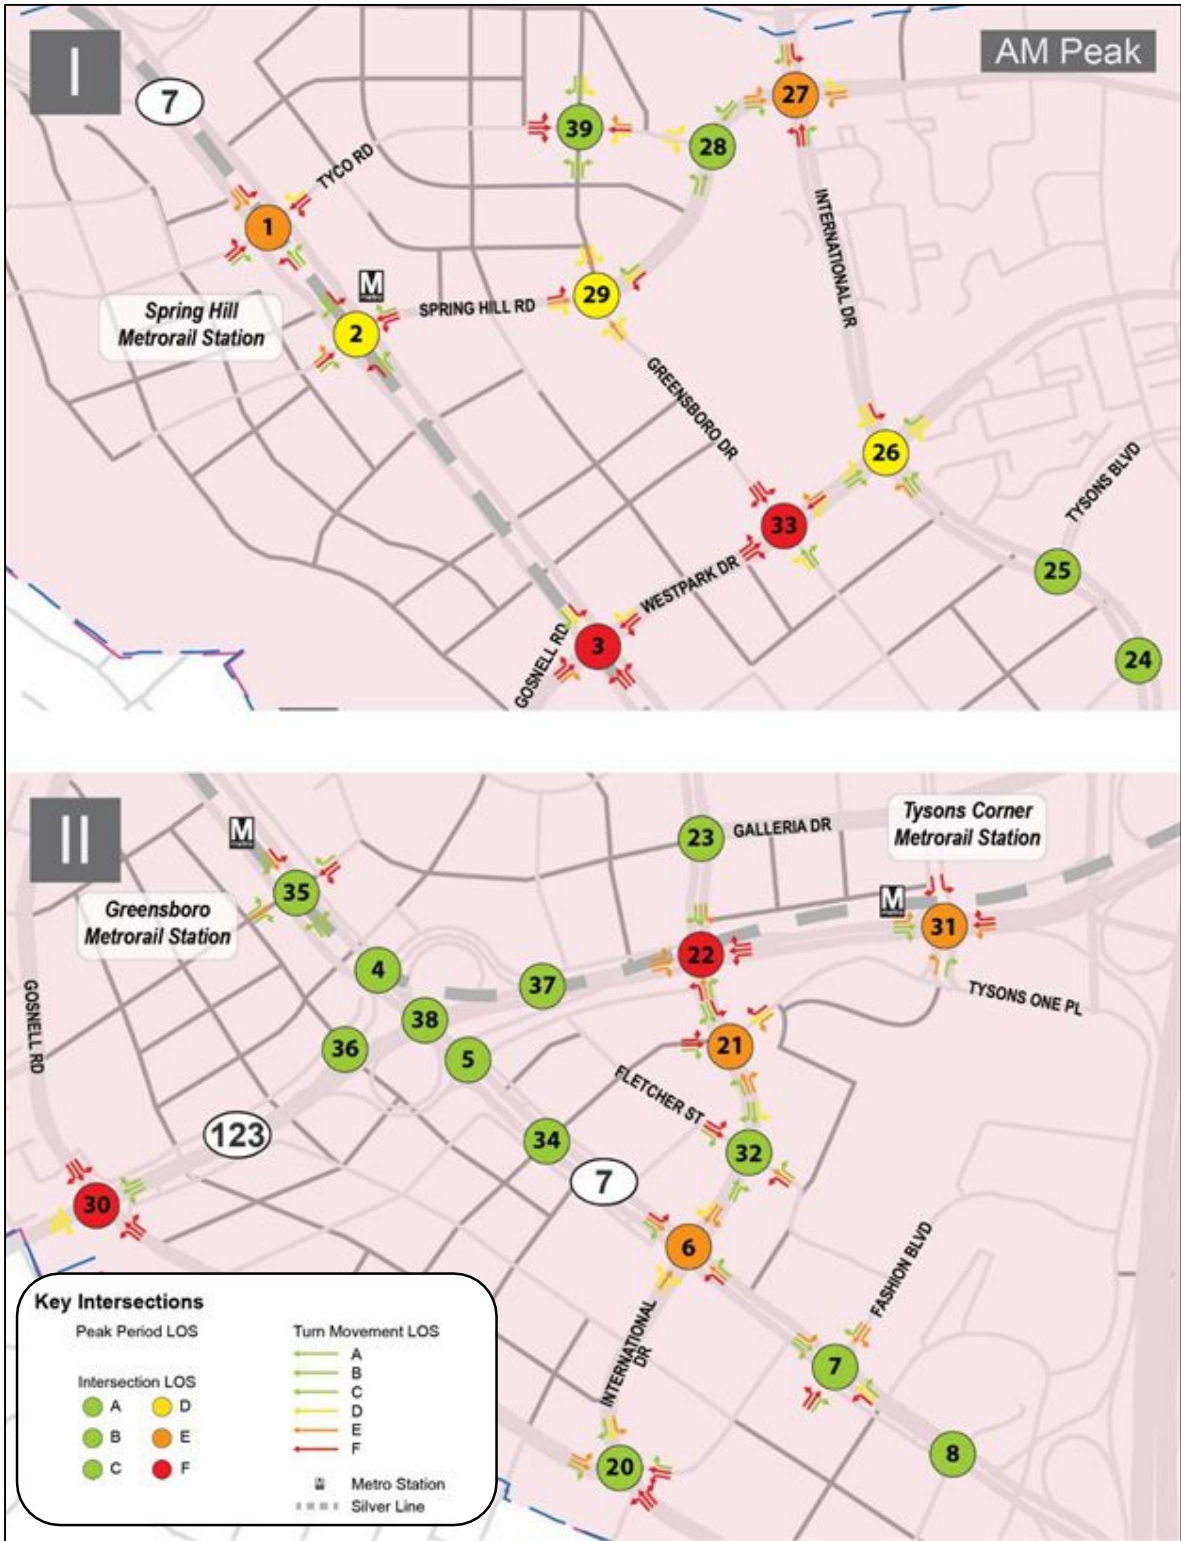 I
AM Peak
7
27
39
28
TYCO RD
1
INTERNATIONAL DR
M
Spring Hill
Metrorail Station
SPRING HILL RD
29
2
GREENSBORO DR
26
TYSONS BLVD
33
25
WESTPARK DR
3
GOSNELL RD
24
II
M
23
GALLERIA DR
Tysons Corner
Metrorail Station
35
M
Greensboro
Metrorail Station
31
22
4
37
GOSNELL RD
TYSONS ONE PL
38
36
5
21
FLETCHER ST
123
34
32
7
30
6
FASHION BLVD
INTERNATIONAL
DR
7
20
8
Key Intersections
Peak Period LOS
Turn Movement LOS
A
B
C
D
E
F
Intersection LOS
A D
B E
C F
M Metro Station
Silver Line